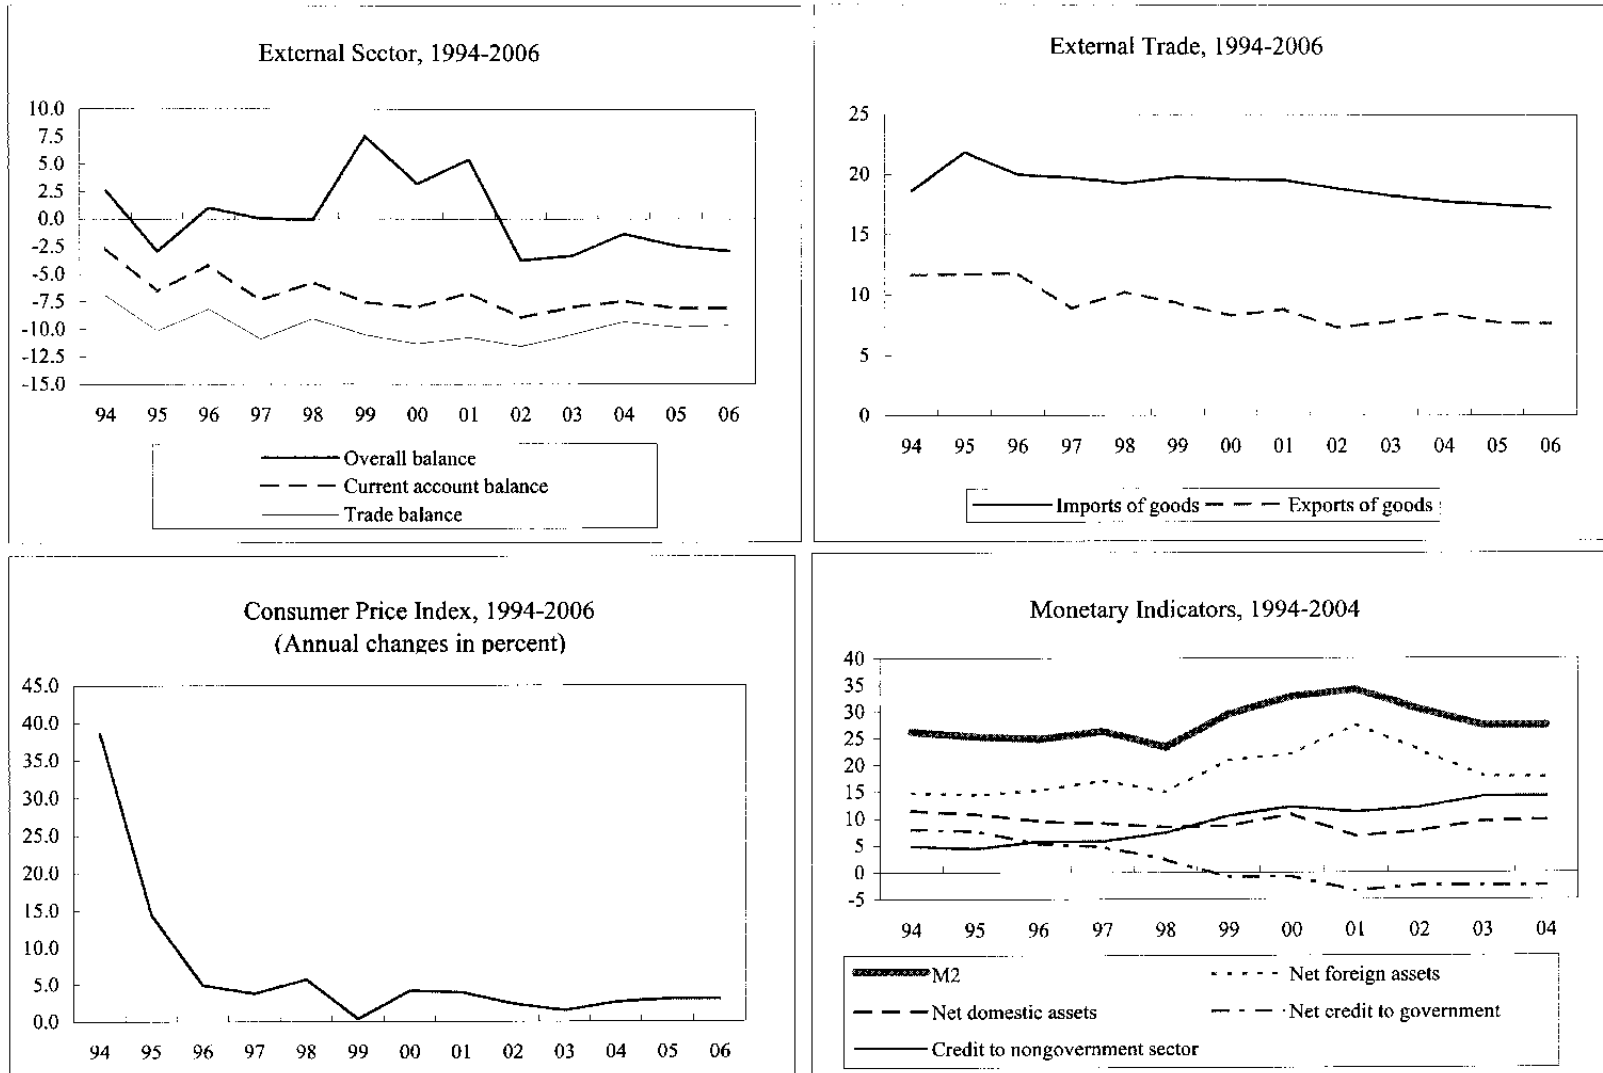 External Sector, 1994-2006
10.0
7.5
5.0
2.5
0.0
-2.5
-5.0
-7.5
-10.0
-12.5
-15.0
94 95 96 97 98 99 00 01 02 03 04 05 06
Overall balance
Current account balance
Trade balance
External Trade, 1994-2006
25
20
15
10
5
0
94 95 96 97 98 99 00 01 02 03 04 05 06
Imports of goods Exports of goods
Consumer Price Index, 1994-2006
(Annual changes in percent)
45.0
40.0
35.0
30.0
25.0
20.0
15.0
10.0
5.0
0.0
94 95 96 97 98 99 00 01 02 03 04 05 06
Monetary Indicators, 1994-2004
40
35
30
25
20
15
10
5
0
-5
94 95 96 97 98 99 00 01 02 03 04
M2 Net foreign assets
Net domestic assets Net credit to government
Credit to nongovernment sector